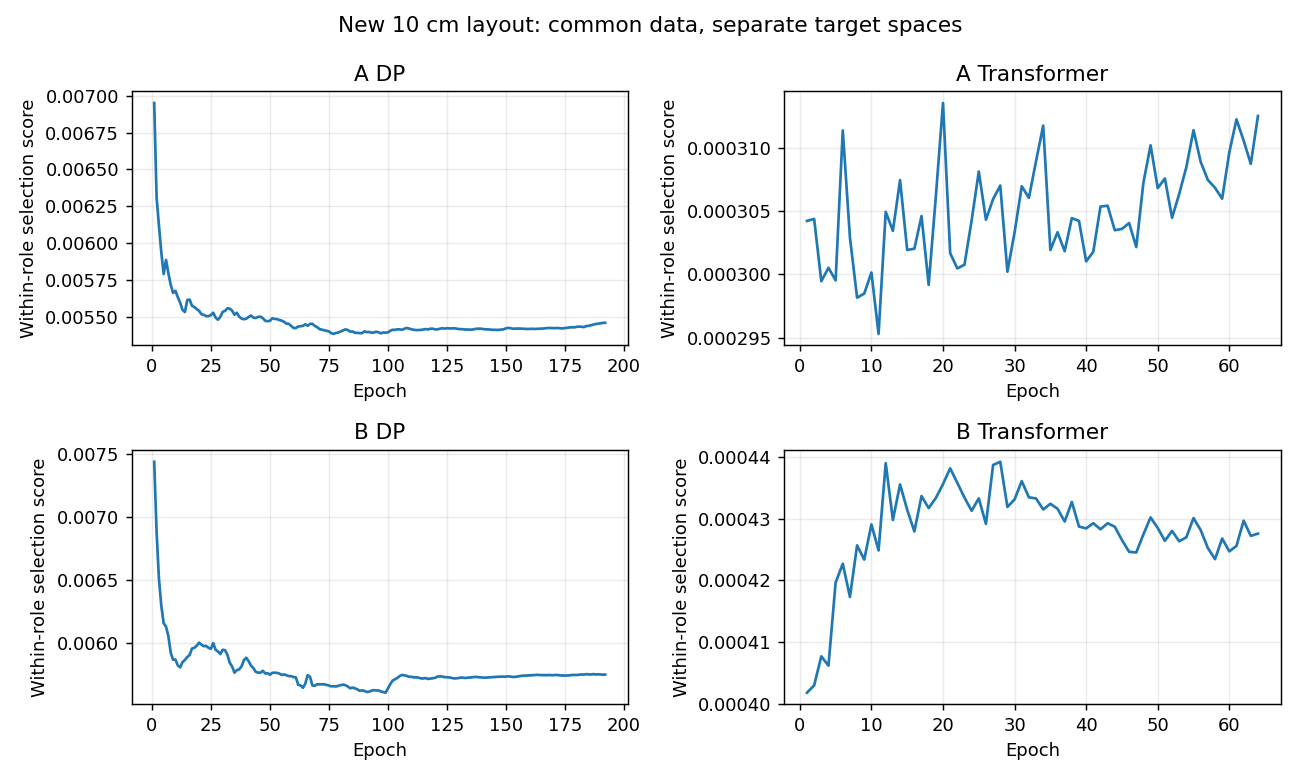 New 10 cm layout: common data, separate target spaces
A DP
Within-role selection score
0.00700
0.00675
0.00650
0.00625
0.00600
0.00575
0.00550
0 25 50 75 100 125 150 175 200
Epoch
A Transformer
Within-role selection score
0.000310
0.000305
0.000300
0.000295
0 10 20 30 40 50 60
Epoch
B DP
Within-role selection score
0.0075
0.0070
0.0065
0.0060
0 25 50 75 100 125 150 175 200
Epoch
B Transformer
Within-role selection score
0.00044
0.00043
0.00042
0.00041
0.00040
0 10 20 30 40 50 60
Epoch